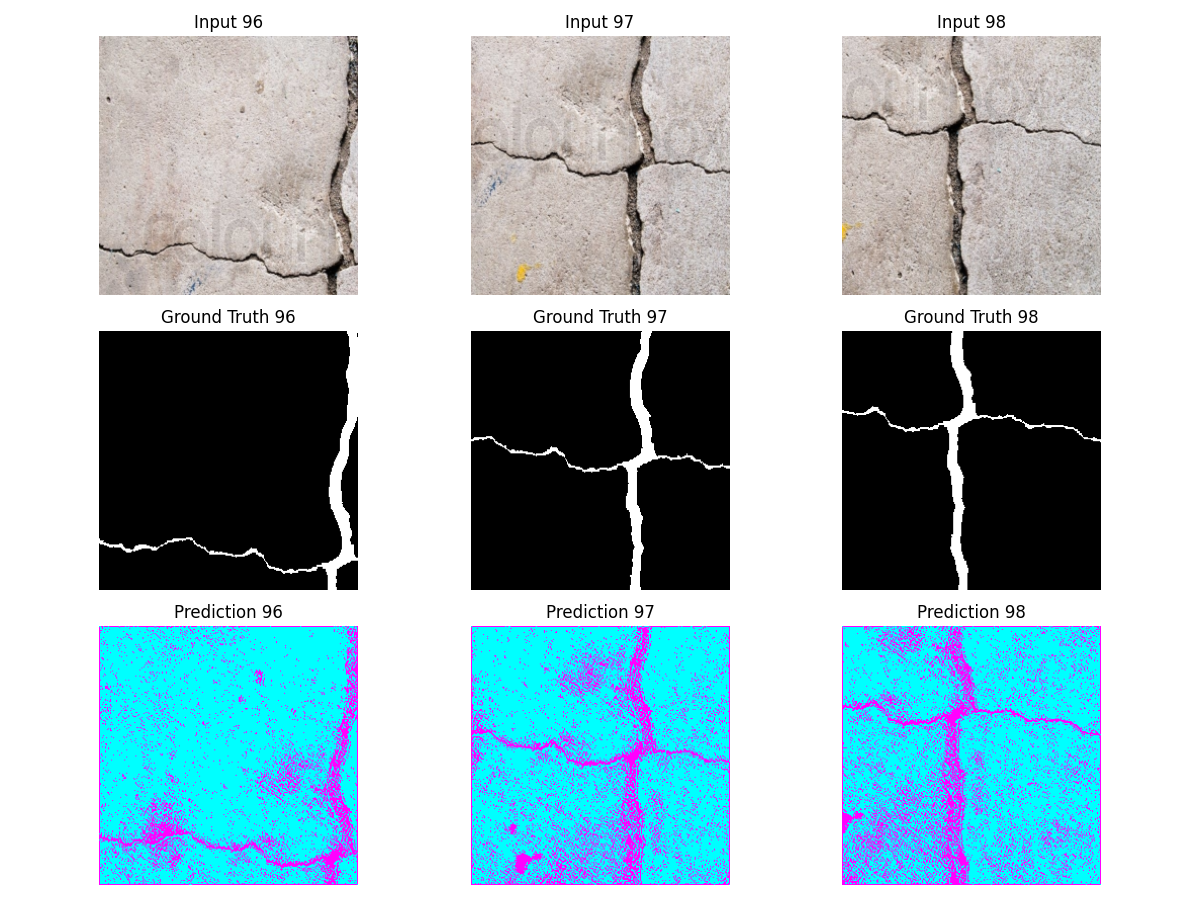 Input 96
Input 97
Input 98
Ground Truth 96
Ground Truth 97
Ground Truth 98
Prediction 96
Prediction 97
Prediction 98